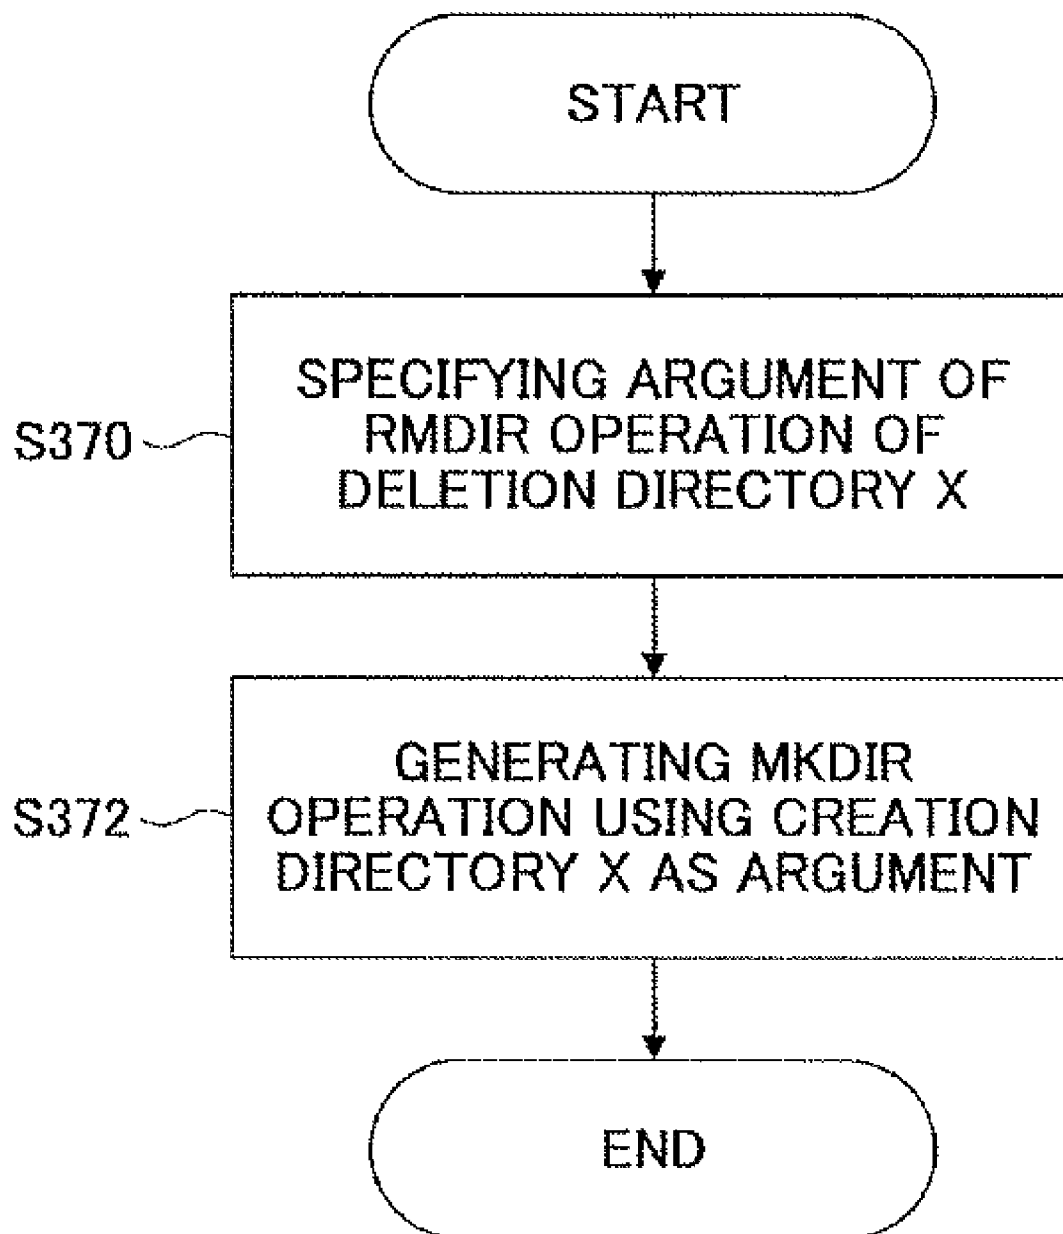 START
SPECIFYING ARGUMENT OF
RMDIR OPERATION OF
DELETION DIRECTORY X
S370
GENERATING MKDIR
OPERATION USING CREATION
DIRECTORY X AS ARGUMENT
S372
END